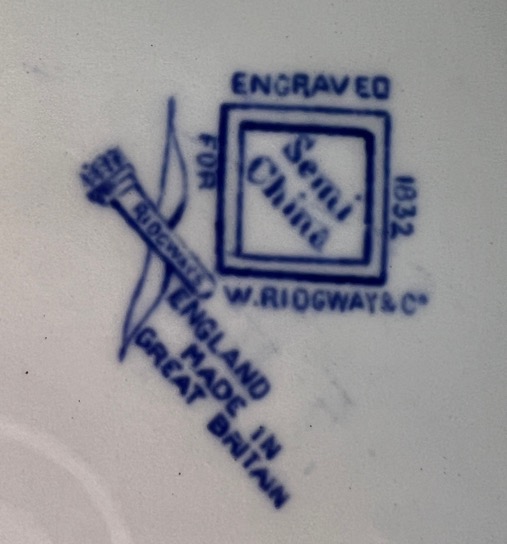 ENGRAVED
FOR
Semi
China
1832
W.RIDGWAY & Co
RIDGWAYS
ENGLAND
MADE IN
GREAT BRITAIN